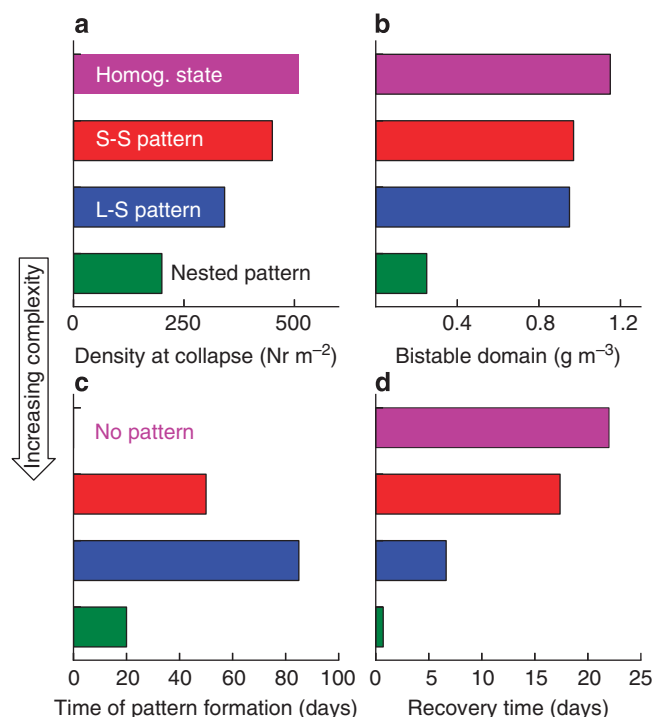 a
Homog. state
S-S pattern
L-S pattern
Nested pattern
0 250 500
Density at collapse (Nr m⁻²)
b
0.4 0.8 1.2
Bistable domain (g m⁻³)
Increasing complexity
c
No pattern
0 20 40 60 80 100
Time of pattern formation (days)
d
0 5 10 15 20 25
Recovery time (days)